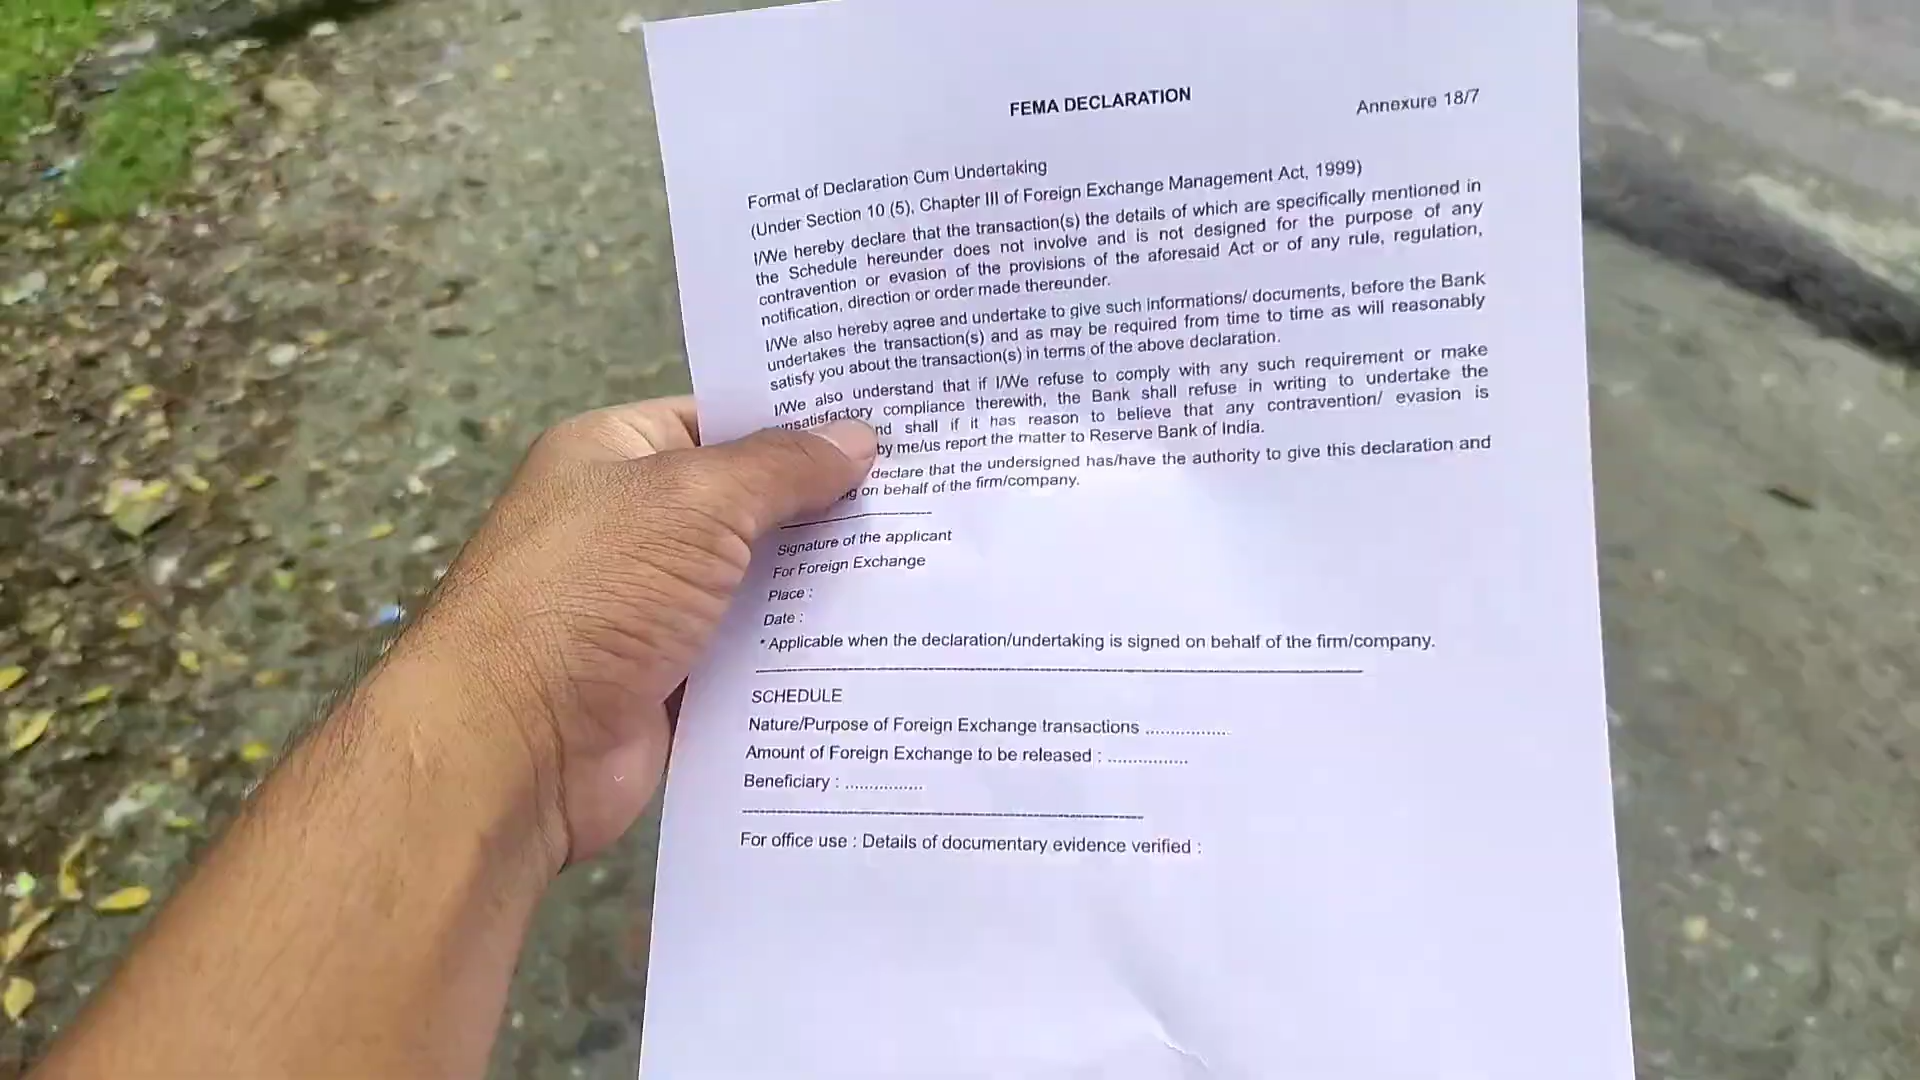 FEMA DECLARATION
Annexure 18/7
Format of Declaration Cum Undertaking
(Under Section 10 (5), Chapter III of Foreign Exchange Management Act, 1999)
I/We hereby declare that the transaction(s) the details of which are specifically mentioned in
the Schedule hereunder does not involve and is not designed for the purpose of any
contravention or evasion of the provisions of the aforesaid Act or of any rule, regulation,
notification, direction or order made thereunder.
I/We also hereby agree and undertake to give such informations/ documents, before the Bank
undertakes the transaction(s) and as may be required from time to time as will reasonably
satisfy you about the transaction(s) in terms of the above declaration.
I/We also understand that if I/We refuse to comply with any such requirement or make
unsatisfactory compliance therewith, the Bank shall refuse in writing to undertake the
nd shall if it has reason to believe that any contravention/ evasion is
by me/us report the matter to Reserve Bank of India.
declare that the undersigned has/have the authority to give this declaration and
on behalf of the firm/company.
Signature of the applicant
For Foreign Exchange
Place :
Date :
* Applicable when the declaration/undertaking is signed on behalf of the firm/company.
SCHEDULE
Nature/Purpose of Foreign Exchange transactions .................
Amount of Foreign Exchange to be released : ................
Beneficiary : ................
For office use : Details of documentary evidence verified :